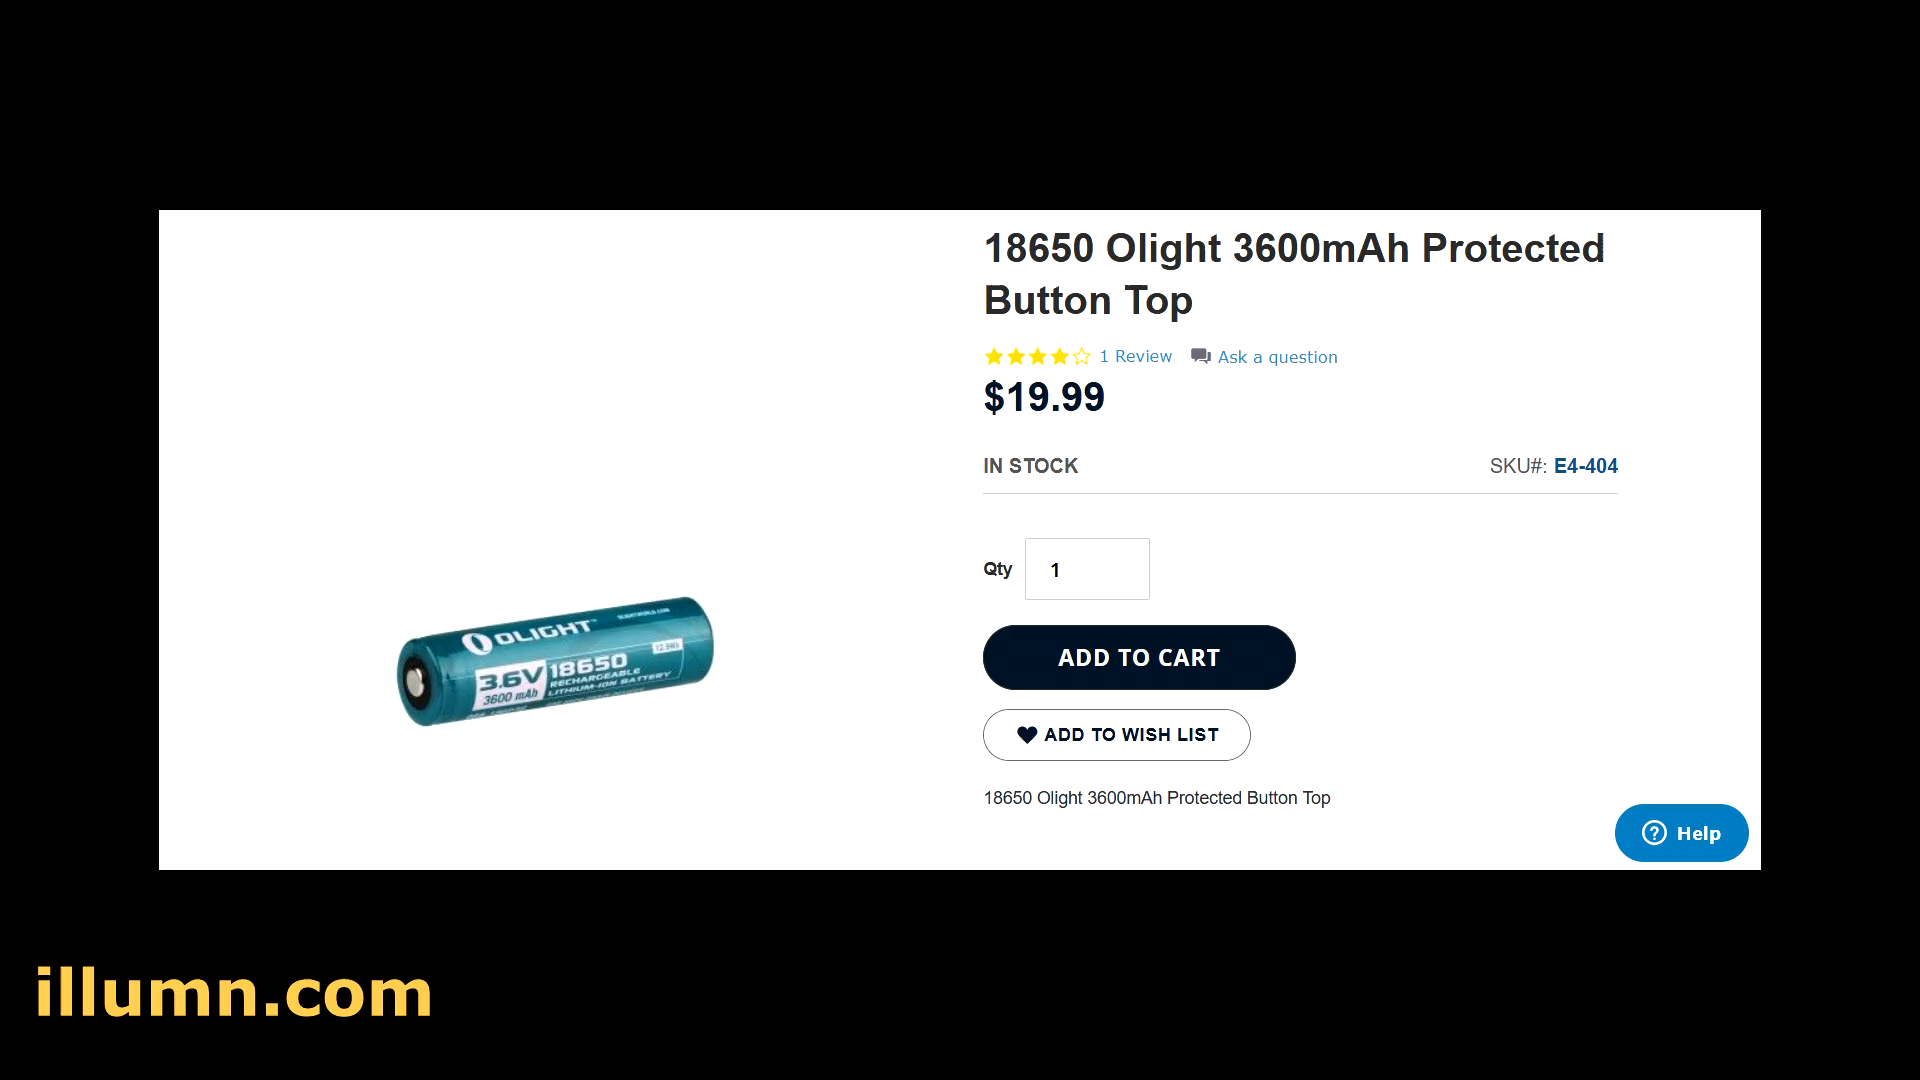 18650 Olight 3600mAh Protected
Button Top
1 Review Ask a question
$19.99
IN STOCK SKU#: E4-404
Qty 1
ADD TO CART
ADD TO WISH LIST
18650 Olight 3600mAh Protected Button Top
Help
OLIGHT™
3.6V 18650
3600 mAh RECHARGEABLE
LITHIUM-ION BATTERY
illumn.com